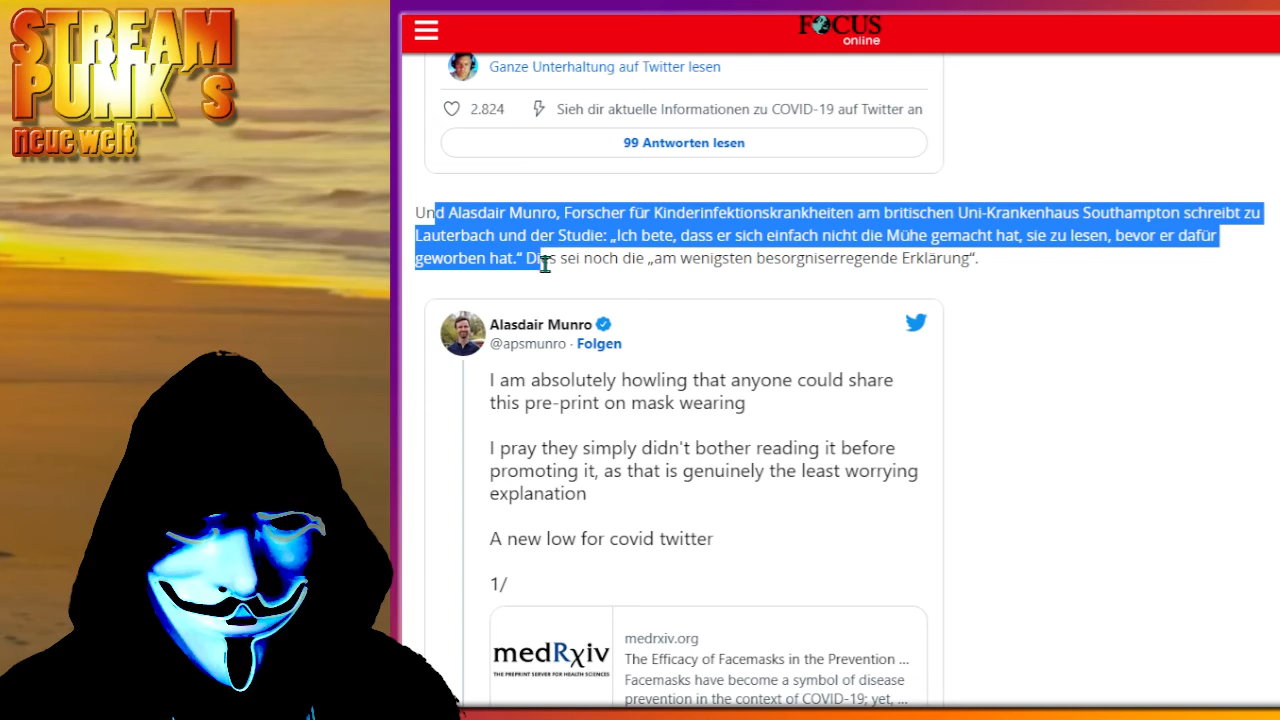 STREAM
PUNK´s
neue welt
FOCUS
online
Ganze Unterhaltung auf Twitter lesen
2.824
Sieh dir aktuelle Informationen zu COVID-19 auf Twitter an
99 Antworten lesen
Und Alasdair Munro, Forscher für Kinderinfektionskrankheiten am britischen Uni-Krankenhaus Southampton schreibt zu
Lauterbach und der Studie: „Ich bete, dass er sich einfach nicht die Mühe gemacht hat, sie zu lesen, bevor er dafür
geworben hat.“ Dies sei noch die „am wenigsten besorgniserregende Erklärung“.
Alasdair Munro
@apsmunro · Folgen
I am absolutely howling that anyone could share
this pre-print on mask wearing
I pray they simply didn't bother reading it before
promoting it, as that is genuinely the least worrying
explanation
A new low for covid twitter
1/
medRxiv
THE PREPRINT SERVER FOR HEALTH SCIENCES
medrxiv.org
The Efficacy of Facemasks in the Prevention ...
Facemasks have become a symbol of disease
prevention in the context of COVID-19; yet, ...